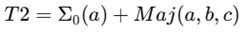 T2 = Σ₀(a) + Maj(a, b, c)